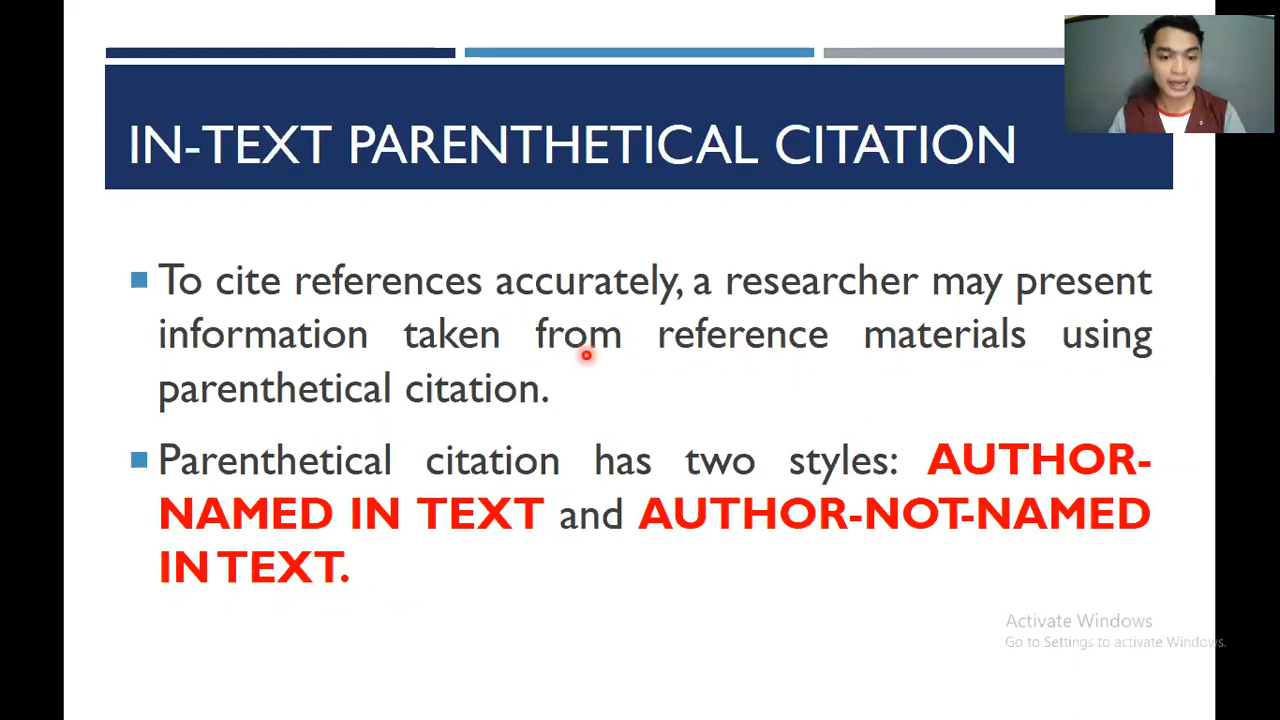 IN-TEXT PARENTHETICAL CITATION
To cite references accurately, a researcher may present
information taken from reference materials using
parenthetical citation.
Parenthetical citation has two styles: AUTHOR-
NAMED IN TEXT and AUTHOR-NOT-NAMED
IN TEXT.
Activate Windows
Go to Settings to activate Windows.